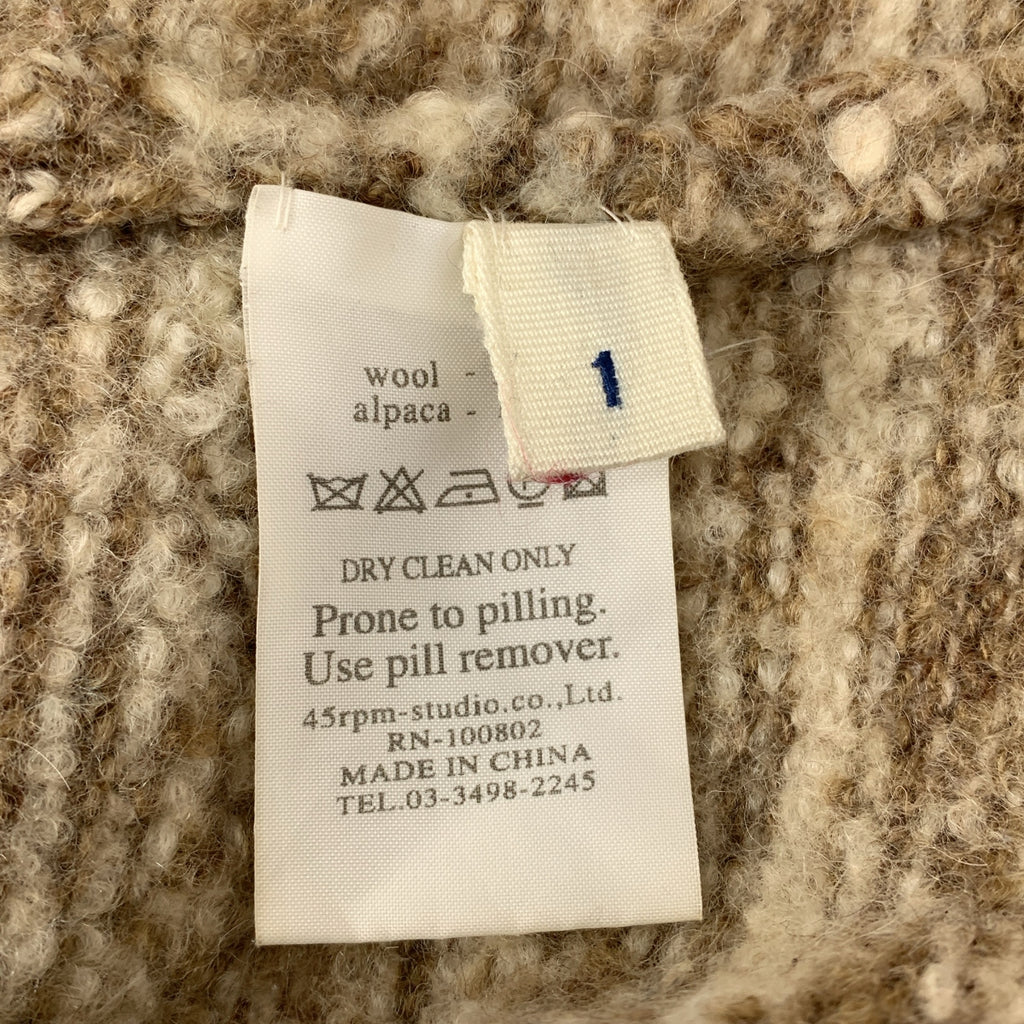 wool -
alpaca -
1
DRY CLEAN ONLY
Prone to pilling.
Use pill remover.
45rpm-studio.co.,Ltd.
RN-100802
MADE IN CHINA
TEL.03-3498-2245